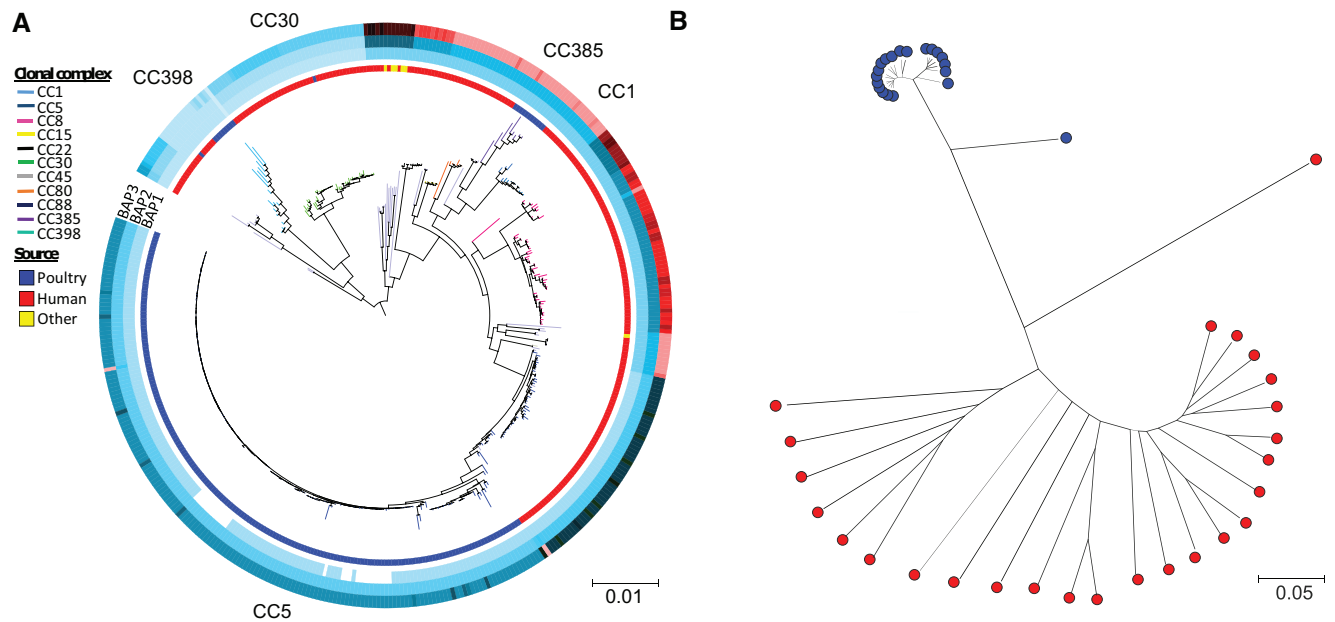 A
B
CC30
CC385
CC398
CC1
Clonal complex
CC1
CC5
CC8
CC15
CC22
CC30
CC45
CC80
CC88
CC385
CC398
Source
Poultry
Human
Other
BAP3
BAP2
BAP1
CC5
0.01
0.05